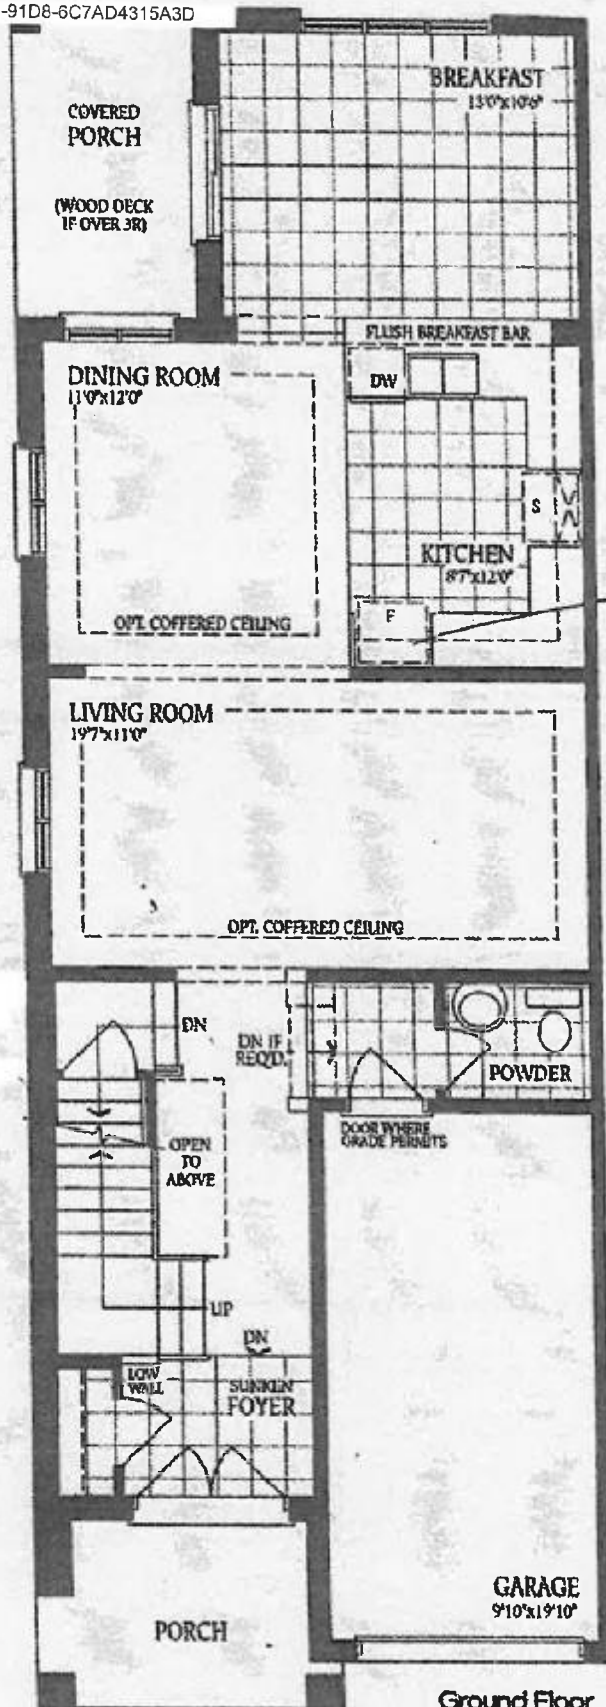 -91D8-6C7AD4315A3D
COVERED
PORCH
(WOOD DECK
IF OVER 3R)
BREAKFAST
13'0"x10'6"
FLUSH BREAKFAST BAR
DW
DINING ROOM
11'0"x12'0"
OPT. COFFERED CEILING
S
KITCHEN
8'7"x12'0"
F
LIVING ROOM
19'7"x11'0"
OPT. COFFERED CEILING
DN
DN IF
REQ'D.
POWDER
DOOR WHERE
GRADE PERMITS
OPEN
TO
ABOVE
UP
DN
LOW
WALL
SUNKEN
FOYER
PORCH
GARAGE
9'10"x19'10"
Ground Floor